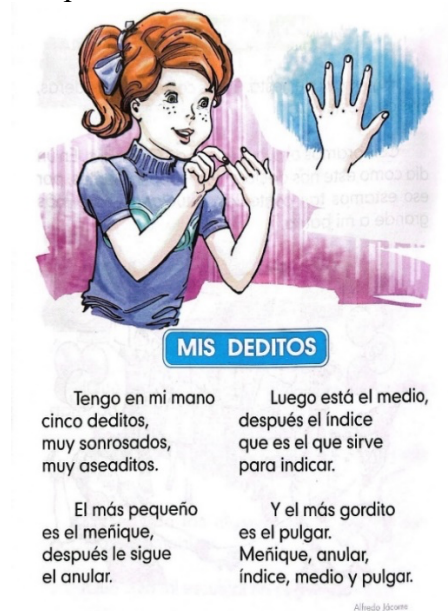 MIS DEDITOS
Tengo en mi mano
cinco deditos,
muy sonrosados,
muy aseaditos.
El más pequeño
es el meñique,
después le sigue
el anular.
Luego está el medio,
después el índice
que es el que sirve
para indicar.
Y el más gordito
es el pulgar.
Meñique, anular,
índice, medio y pulgar.
Alfredo Jácome